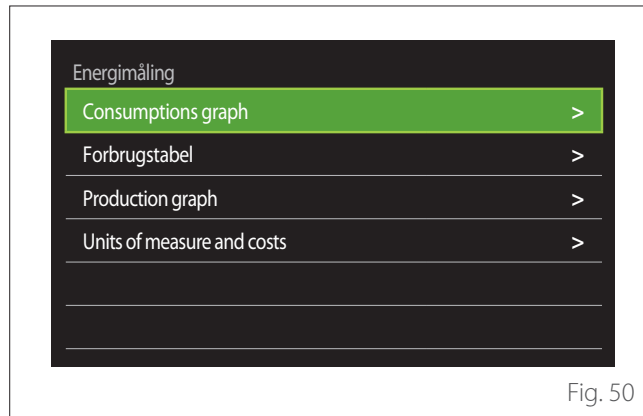 Energimåling
Consumptions graph >
Forbrugstabel >
Production graph >
Units of measure and costs >
Fig. 50